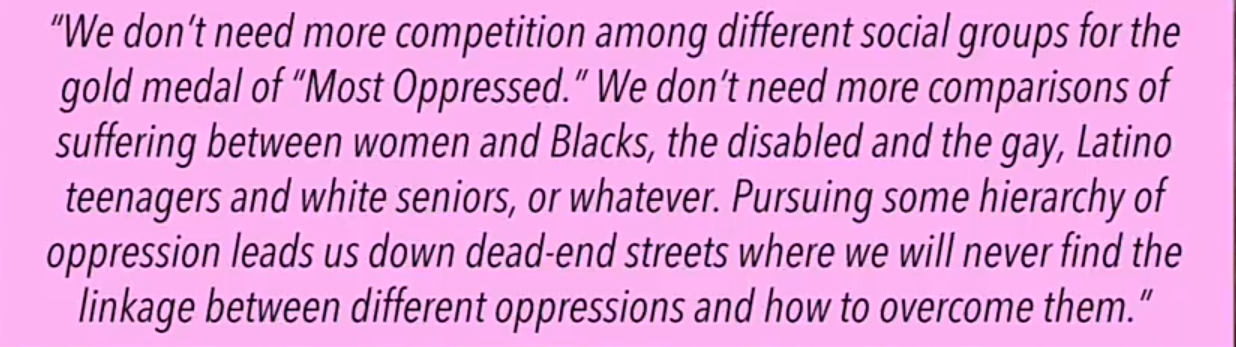 “We don’t need more competition among different social groups for the
gold medal of “Most Oppressed.” We don’t need more comparisons of
suffering between women and Blacks, the disabled and the gay, Latino
teenagers and white seniors, or whatever. Pursuing some hierarchy of
oppression leads us down dead-end streets where we will never find the
linkage between different oppressions and how to overcome them.”